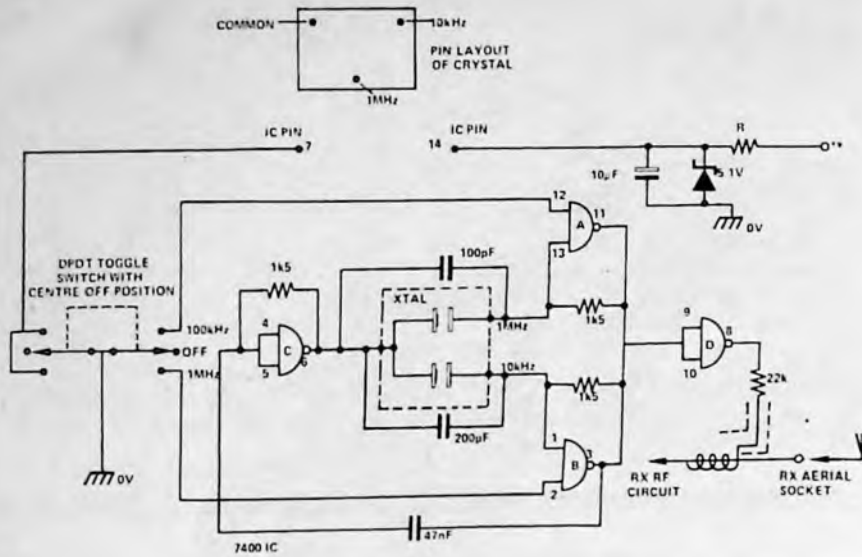 COMMON
10kHz
PIN LAYOUT
OF CRYSTAL
1MHz
IC PIN
7
14
IC PIN
R
10µF
5 1V
0V
12
A
11
13
DPDT TOGGLE
SWITCH WITH
CENTRE OFF POSITION
1k5
100pF
XTAL
4
C
6
5
1MHz
1k5
100kHz
OFF
1MHz
9
D
8
10
10kHz
1k5
22k
200µF
1
B
3
2
0V
RX RF
CIRCUIT
RX AERIAL
SOCKET
47nF
7400 IC